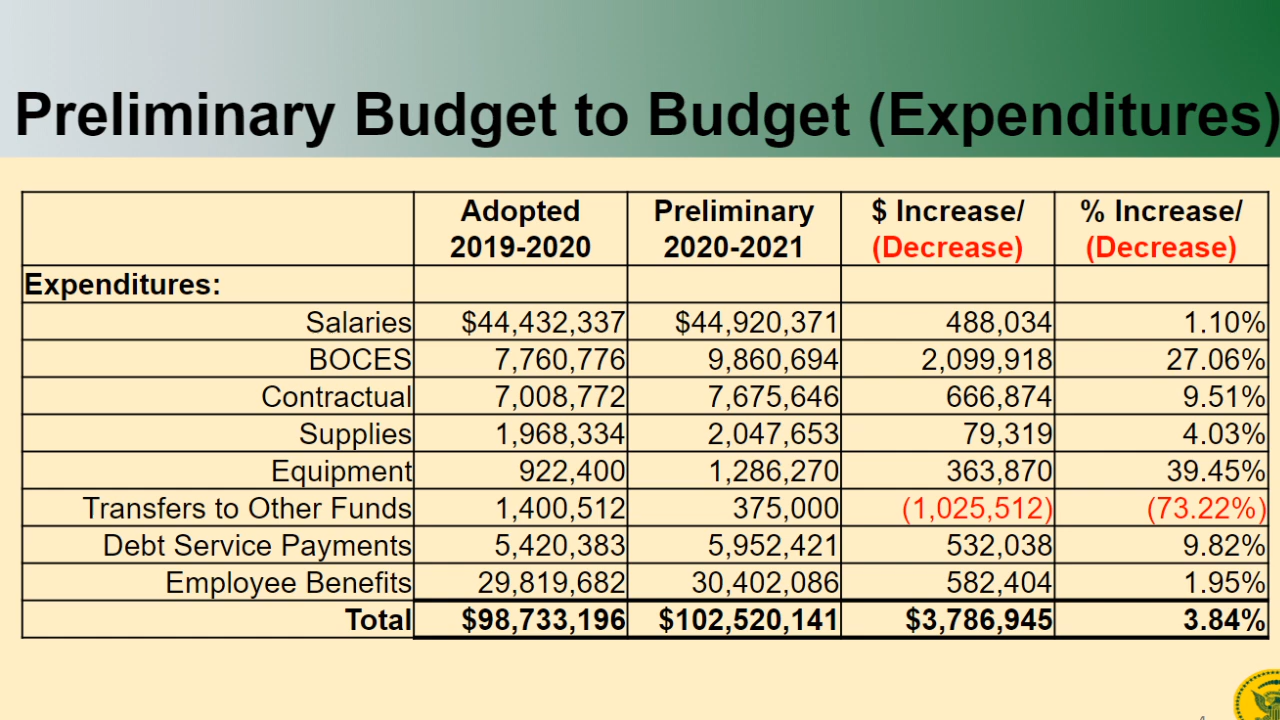 Preliminary Budget to Budget (Expenditures)
Adopted 2019-2020 Preliminary 2020-2021 $ Increase/ (Decrease) % Increase/ (Decrease)
Expenditures:
Salaries $44,432,337 $44,920,371 488,034 1.10%
BOCES 7,760,776 9,860,694 2,099,918 27.06%
Contractual 7,008,772 7,675,646 666,874 9.51%
Supplies 1,968,334 2,047,653 79,319 4.03%
Equipment 922,400 1,286,270 363,870 39.45%
Transfers to Other Funds 1,400,512 375,000 (1,025,512) (73.22%)
Debt Service Payments 5,420,383 5,952,421 532,038 9.82%
Employee Benefits 29,819,682 30,402,086 582,404 1.95%
Total $98,733,196 $102,520,141 $3,786,945 3.84%